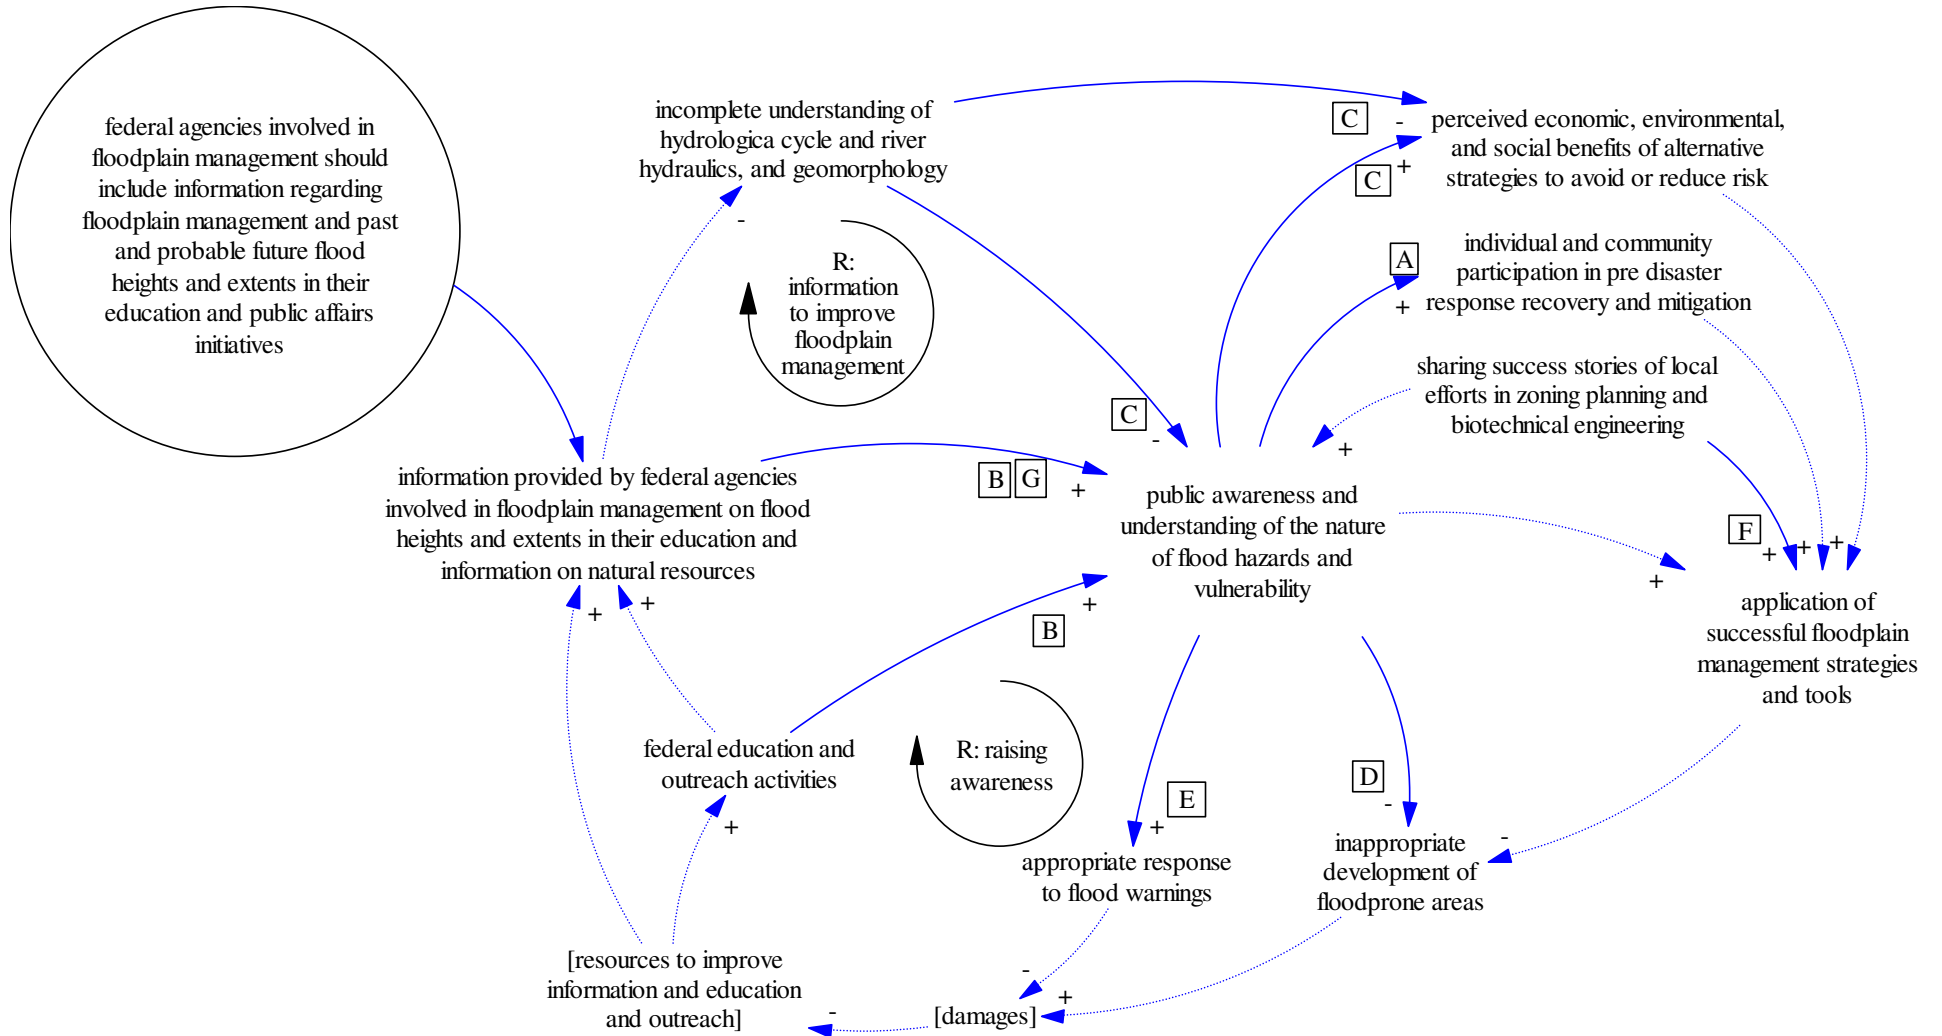 federal agencies involved in
floodplain management should
include information regarding
floodplain management and past
and probable future flood
heights and extents in their
education and public affairs
initiatives
incomplete understanding of
hydrologica cycle and river
hydraulics, and geomorphology
-
R:
information
to improve
floodplain
management
C
-
perceived economic, environmental,
and social benefits of alternative
strategies to avoid or reduce risk
C
+
A
+
individual and community
participation in pre disaster
response recovery and mitigation
sharing success stories of local
efforts in zoning planning and
biotechnical engineering
C
-
+
information provided by federal agencies
involved in floodplain management on flood
heights and extents in their education and
information on natural resources
B
G
+
public awareness and
understanding of the nature
of flood hazards and
vulnerability
F
+
+
+
+
application of
successful floodplain
management strategies
and tools
+
+
B
+
federal education and
outreach activities
+
R: raising
awareness
E
+
appropriate response
to flood warnings
D
-
inappropriate
development of
floodprone areas
-
[resources to improve
information and education
and outreach]
-
[damages]
-
+